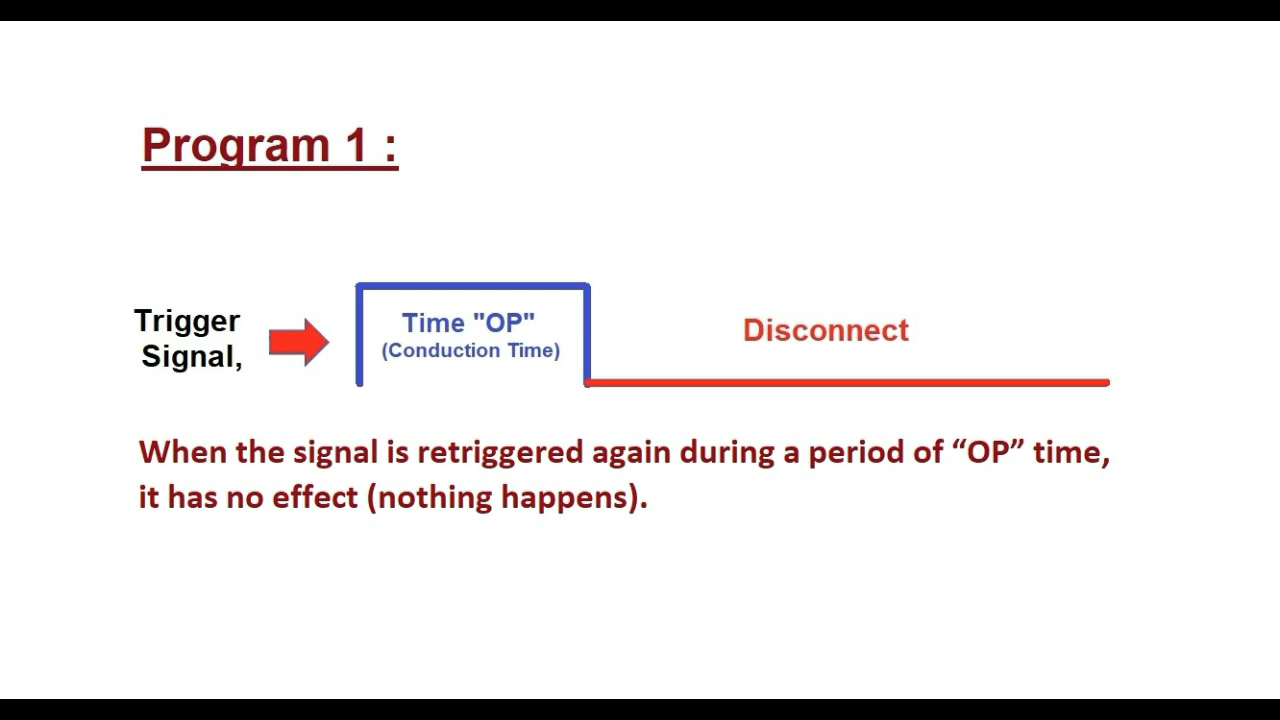 Program 1 :
Trigger
Signal,
Time "OP"
(Conduction Time)
Disconnect
When the signal is retriggered again during a period of “OP” time,
it has no effect (nothing happens).